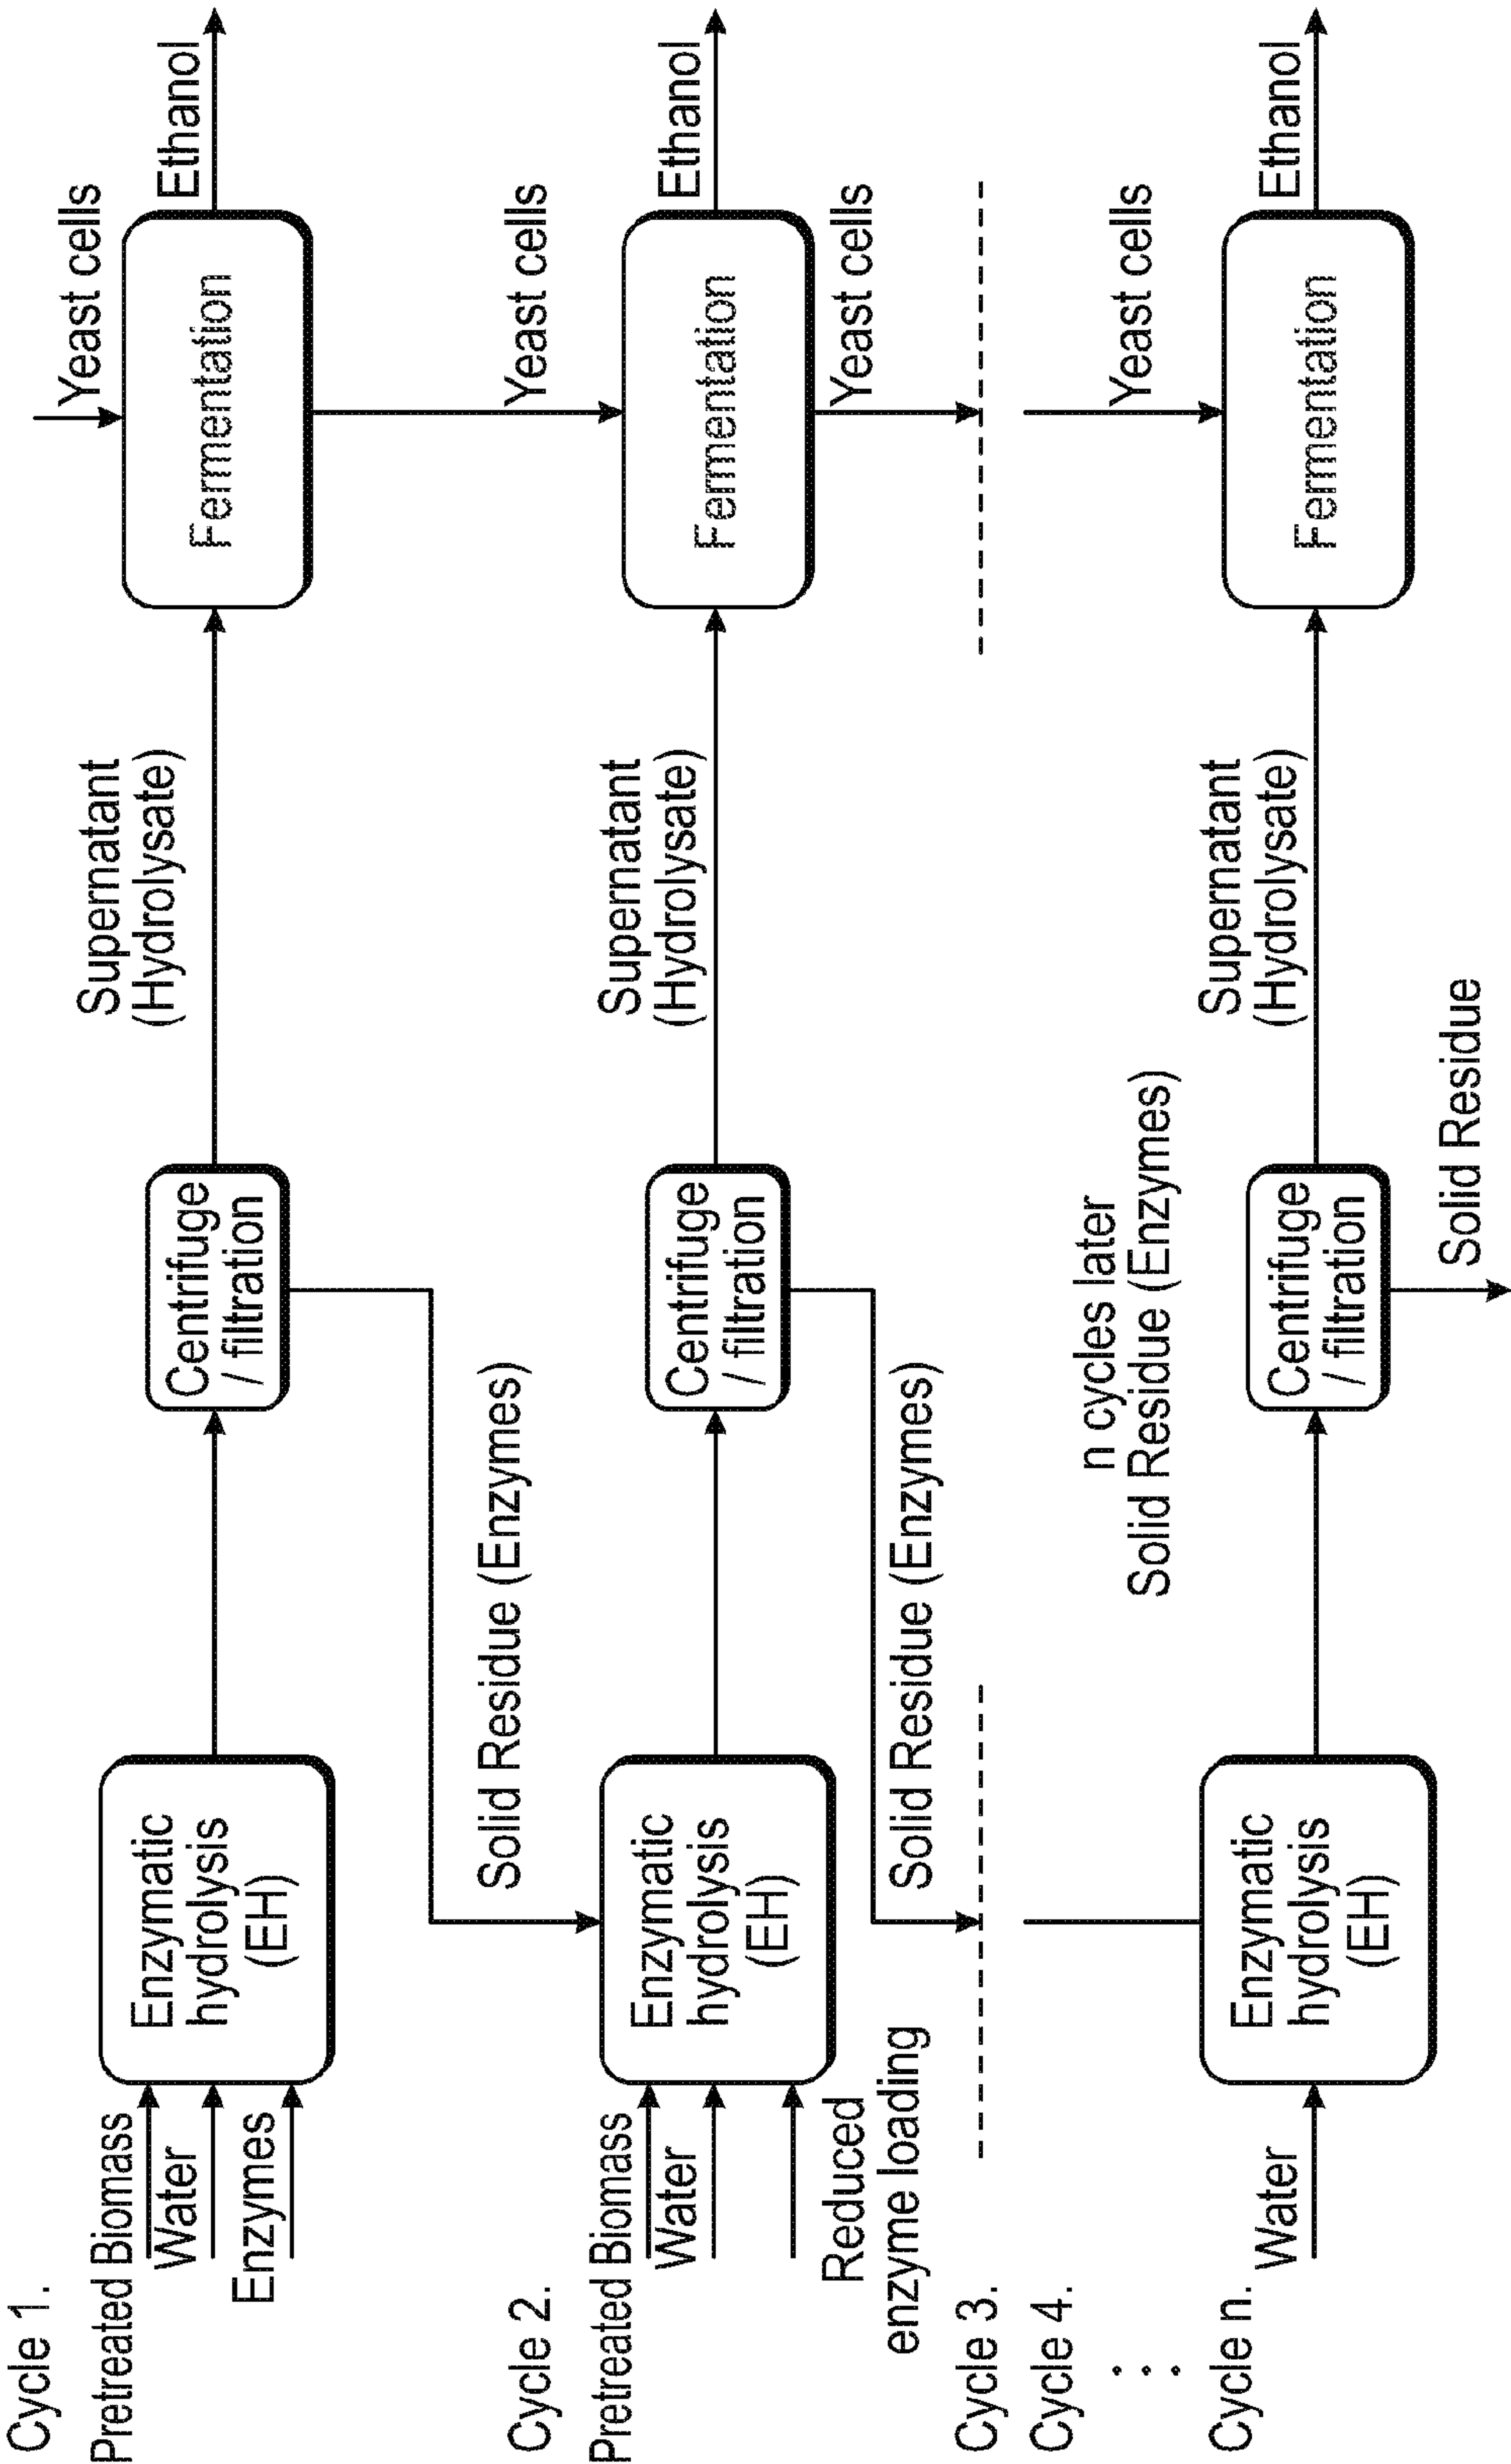 Cycle 1.
Pretreated Biomass
Water
Enzymes
Enzymatic
hydrolysis
(EH)
Centrifuge
/ filtration
Supernatant
(Hydrolysate)
Yeast cells
Fermentation
Ethanol
Solid Residue (Enzymes)
Yeast cells
Cycle 2.
Pretreated Biomass
Water
Reduced
enzyme loading
Enzymatic
hydrolysis
(EH)
Centrifuge
/ filtration
Supernatant
(Hydrolysate)
Fermentation
Ethanol
Solid Residue (Enzymes)
Yeast cells
Cycle 3.
Cycle 4.
⋮
n cycles later
Solid Residue (Enzymes)
Yeast cells
Cycle n.
Water
Enzymatic
hydrolysis
(EH)
Centrifuge
/ filtration
Supernatant
(Hydrolysate)
Fermentation
Ethanol
Solid Residue